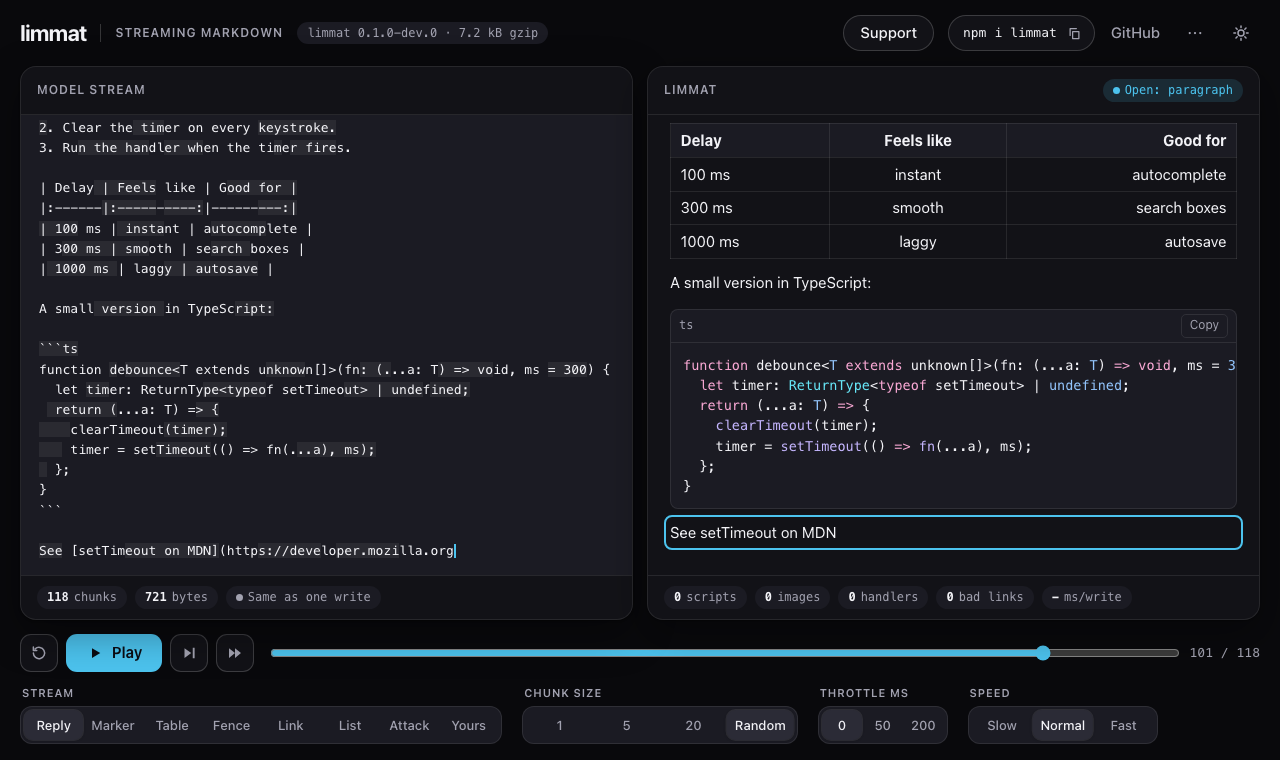 limmat
STREAMING MARKDOWN
limmat 0.1.0-dev.0 · 7.2 kB gzip
Support
npm i limmat
GitHub
MODEL STREAM
2. Clear the timer on every keystroke.
3. Run the handler when the timer fires.
| Delay | Feels like | Good for |
|:------|:----------:|---------:|
| 100 ms | instant | autocomplete |
| 300 ms | smooth | search boxes |
| 1000 ms | laggy | autosave |
A small version in TypeScript:
```ts
function debounce<T extends unknown[]>(fn: (...a: T) => void, ms = 300) {
  let timer: ReturnType<typeof setTimeout> | undefined;
  return (...a: T) => {
    clearTimeout(timer);
    timer = setTimeout(() => fn(...a), ms);
  };
}
```
See [setTimeout on MDN](https://developer.mozilla.org
118 chunks
721 bytes
Same as one write
LIMMAT
Open: paragraph
Delay Feels like Good for
100 ms instant autocomplete
300 ms smooth search boxes
1000 ms laggy autosave
A small version in TypeScript:
ts
Copy
function debounce<T extends unknown[]>(fn: (...a: T) => void, ms = 3
  let timer: ReturnType<typeof setTimeout> | undefined;
  return (...a: T) => {
    clearTimeout(timer);
    timer = setTimeout(() => fn(...a), ms);
  };
}
See setTimeout on MDN
0 scripts
0 images
0 handlers
0 bad links
– ms/write
Play
101 / 118
STREAM
Reply Marker Table Fence Link List Attack Yours
CHUNK SIZE
1 5 20 Random
THROTTLE MS
0 50 200
SPEED
Slow Normal Fast